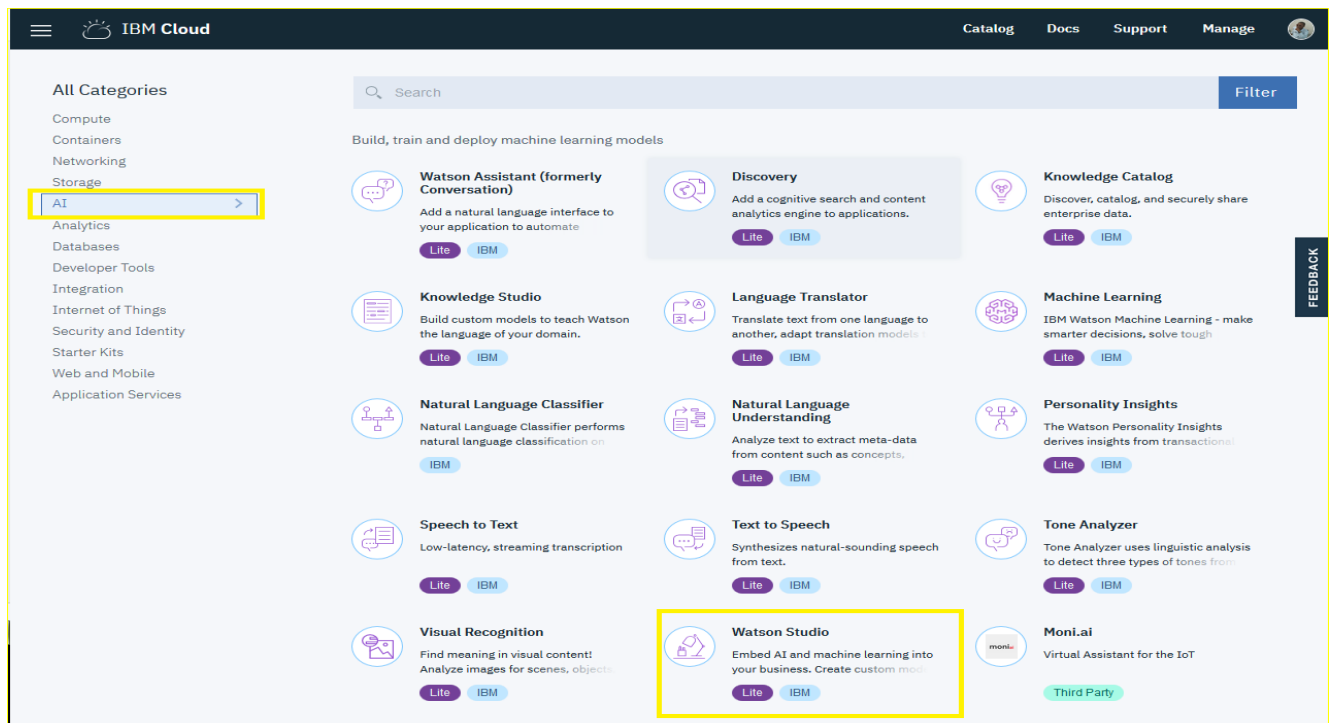 IBM Cloud
Catalog Docs Support Manage
All Categories
Compute
Containers
Networking
Storage
AI
Analytics
Databases
Developer Tools
Integration
Internet of Things
Security and Identity
Starter Kits
Web and Mobile
Application Services
Search
Filter
Build, train and deploy machine learning models
Watson Assistant (formerly
Conversation)
Add a natural language interface to
your application to automate
Lite IBM
Discovery
Add a cognitive search and content
analytics engine to applications.
Lite IBM
Knowledge Catalog
Discover, catalog, and securely share
enterprise data.
Lite IBM
Knowledge Studio
Build custom models to teach Watson
the language of your domain.
Lite IBM
Language Translator
Translate text from one language to
another, adapt translation models
Lite IBM
Machine Learning
IBM Watson Machine Learning - make
smarter decisions, solve tough
Lite IBM
Natural Language Classifier
Natural Language Classifier performs
natural language classification on
IBM
Natural Language
Understanding
Analyze text to extract meta-data
from content such as concepts,
Lite IBM
Personality Insights
The Watson Personality Insights
derives insights from transactional
Lite IBM
Speech to Text
Low-latency, streaming transcription
Lite IBM
Text to Speech
Synthesizes natural-sounding speech
from text.
Lite IBM
Tone Analyzer
Tone Analyzer uses linguistic analysis
to detect three types of tones from
Lite IBM
Visual Recognition
Find meaning in visual content!
Analyze images for scenes, objects,
Lite IBM
Watson Studio
Embed AI and machine learning into
your business. Create custom
Lite IBM
moni.
Moni.ai
Virtual Assistant for the IoT
Third Party
FEEDBACK